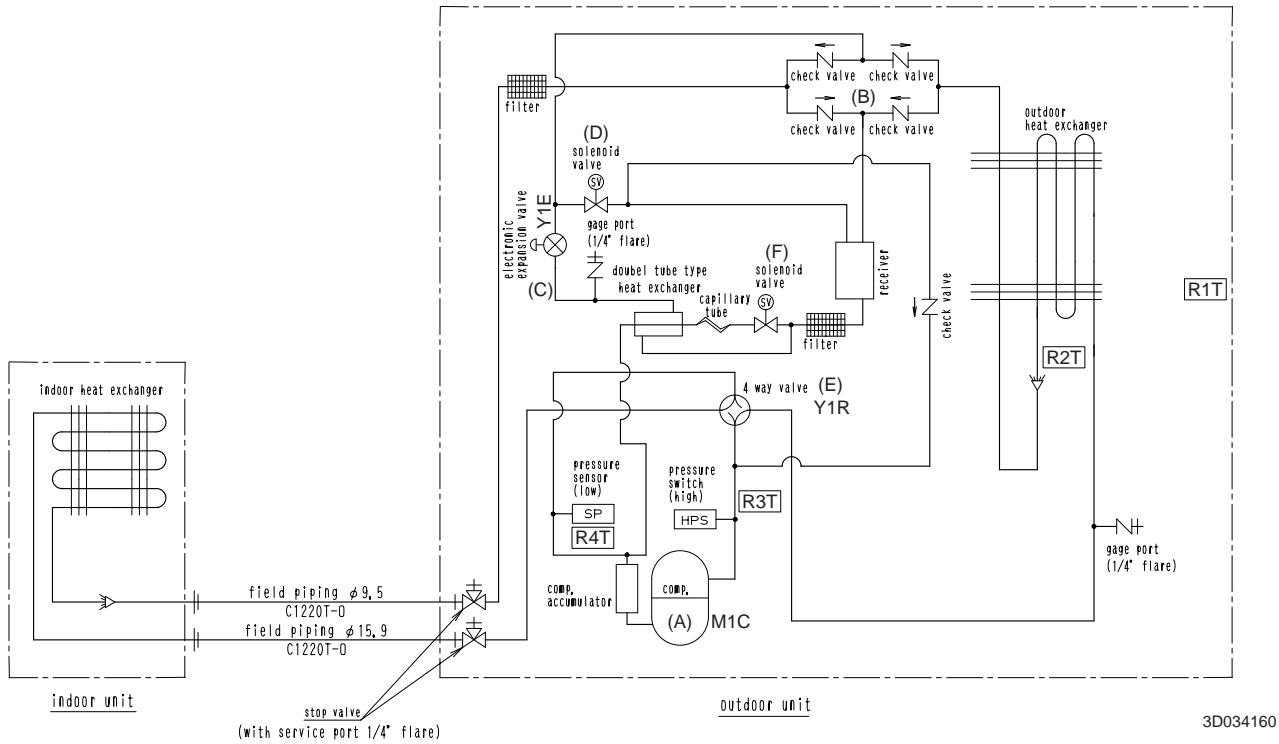 check valve
check valve
(B)
check valve
check valve
filter
outdoor
heat exchanger
(D)
solenoid
valve
SV
electronic
expansion valve
Y1E
gage port
(1/4" flare)
(F)
solenoid
valve
SV
receiver
(C)
doubel tube type
heat exchanger
capillary
tube
filter
check valve
R1T
R2T
indoor heat exchanger
4 way valve
(E)
Y1R
pressure
sensor
(low)
SP
R4T
pressure
switch
(high)
HPS
R3T
gage port
(1/4" flare)
comp.
accumulator
comp.
(A)
M1C
field piping φ9.5
C1220T-O
field piping φ15.9
C1220T-O
indoor unit
stop valve
(with service port 1/4" flare)
outdoor unit
3D034160